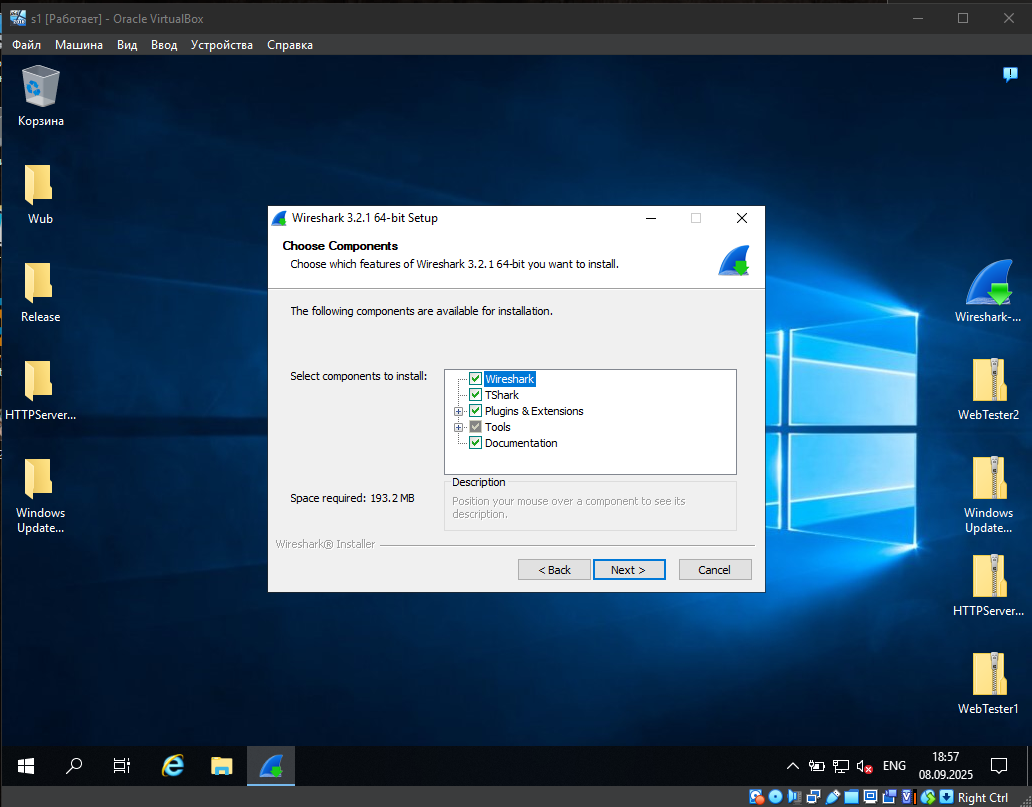 s1 [Работает] - Oracle VirtualBox
Файл Машина Вид Ввод Устройства Справка
Корзина
Wub
Release
HTTPServer...
Windows
Update...
Wireshark 3.2.1 64-bit Setup
Choose Components
Choose which features of Wireshark 3.2.1 64-bit you want to install.
The following components are available for installation.
Select components to install:
Wireshark
TShark
Plugins & Extensions
Tools
Documentation
Space required: 193.2 MB
Description
Position your mouse over a component to see its
description.
Wireshark® Installer
< Back
Next >
Cancel
Wireshark-...
WebTester2
Windows
Update...
HTTPServer...
WebTester1
ENG
18:57
08.09.2025
Right Ctrl